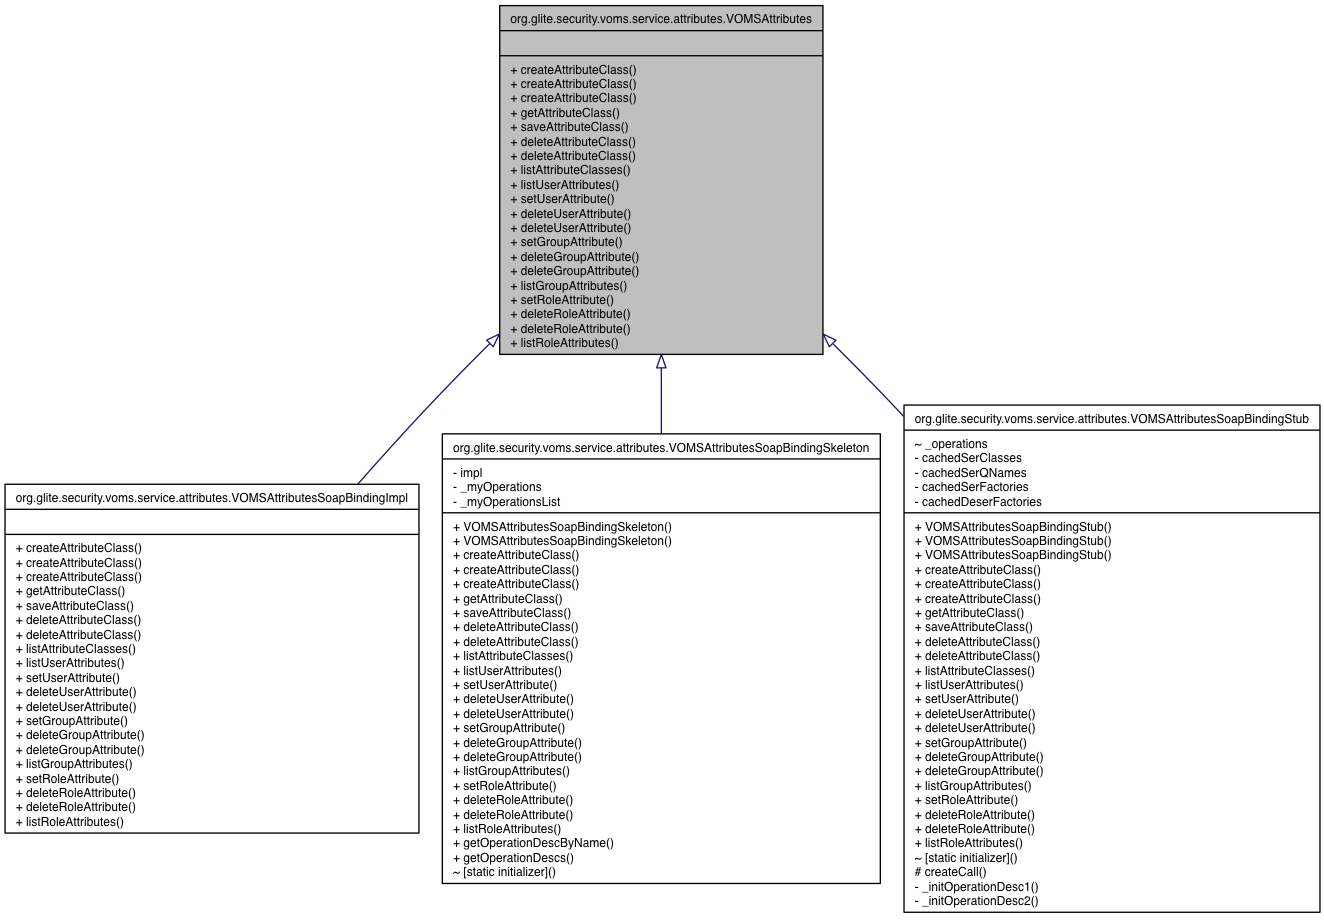 org.glite.security.voms.service.attributes.VOMSAttributes
+ createAttributeClass()
+ createAttributeClass()
+ createAttributeClass()
+ getAttributeClass()
+ saveAttributeClass()
+ deleteAttributeClass()
+ deleteAttributeClass()
+ listAttributeClasses()
+ listUserAttributes()
+ setUserAttribute()
+ deleteUserAttribute()
+ deleteUserAttribute()
+ setGroupAttribute()
+ deleteGroupAttribute()
+ deleteGroupAttribute()
+ listGroupAttributes()
+ setRoleAttribute()
+ deleteRoleAttribute()
+ deleteRoleAttribute()
+ listRoleAttributes()
org.glite.security.voms.service.attributes.VOMSAttributesSoapBindingImpl
+ createAttributeClass()
+ createAttributeClass()
+ createAttributeClass()
+ getAttributeClass()
+ saveAttributeClass()
+ deleteAttributeClass()
+ deleteAttributeClass()
+ listAttributeClasses()
+ listUserAttributes()
+ setUserAttribute()
+ deleteUserAttribute()
+ deleteUserAttribute()
+ setGroupAttribute()
+ deleteGroupAttribute()
+ deleteGroupAttribute()
+ listGroupAttributes()
+ setRoleAttribute()
+ deleteRoleAttribute()
+ deleteRoleAttribute()
+ listRoleAttributes()
org.glite.security.voms.service.attributes.VOMSAttributesSoapBindingSkeleton
- impl
- _myOperations
- _myOperationsList
+ VOMSAttributesSoapBindingSkeleton()
+ VOMSAttributesSoapBindingSkeleton()
+ createAttributeClass()
+ createAttributeClass()
+ createAttributeClass()
+ getAttributeClass()
+ saveAttributeClass()
+ deleteAttributeClass()
+ deleteAttributeClass()
+ listAttributeClasses()
+ listUserAttributes()
+ setUserAttribute()
+ deleteUserAttribute()
+ deleteUserAttribute()
+ setGroupAttribute()
+ deleteGroupAttribute()
+ deleteGroupAttribute()
+ listGroupAttributes()
+ setRoleAttribute()
+ deleteRoleAttribute()
+ deleteRoleAttribute()
+ listRoleAttributes()
+ getOperationDescByName()
+ getOperationDescs()
~ [static initializer]()
org.glite.security.voms.service.attributes.VOMSAttributesSoapBindingStub
~ _operations
- cachedSerClasses
- cachedSerQNames
- cachedSerFactories
- cachedDeserFactories
+ VOMSAttributesSoapBindingStub()
+ VOMSAttributesSoapBindingStub()
+ VOMSAttributesSoapBindingStub()
+ createAttributeClass()
+ createAttributeClass()
+ createAttributeClass()
+ getAttributeClass()
+ saveAttributeClass()
+ deleteAttributeClass()
+ deleteAttributeClass()
+ listAttributeClasses()
+ listUserAttributes()
+ setUserAttribute()
+ deleteUserAttribute()
+ deleteUserAttribute()
+ setGroupAttribute()
+ deleteGroupAttribute()
+ deleteGroupAttribute()
+ listGroupAttributes()
+ setRoleAttribute()
+ deleteRoleAttribute()
+ deleteRoleAttribute()
+ listRoleAttributes()
~ [static initializer]()
# createCall()
- _initOperationDesc1()
- _initOperationDesc2()